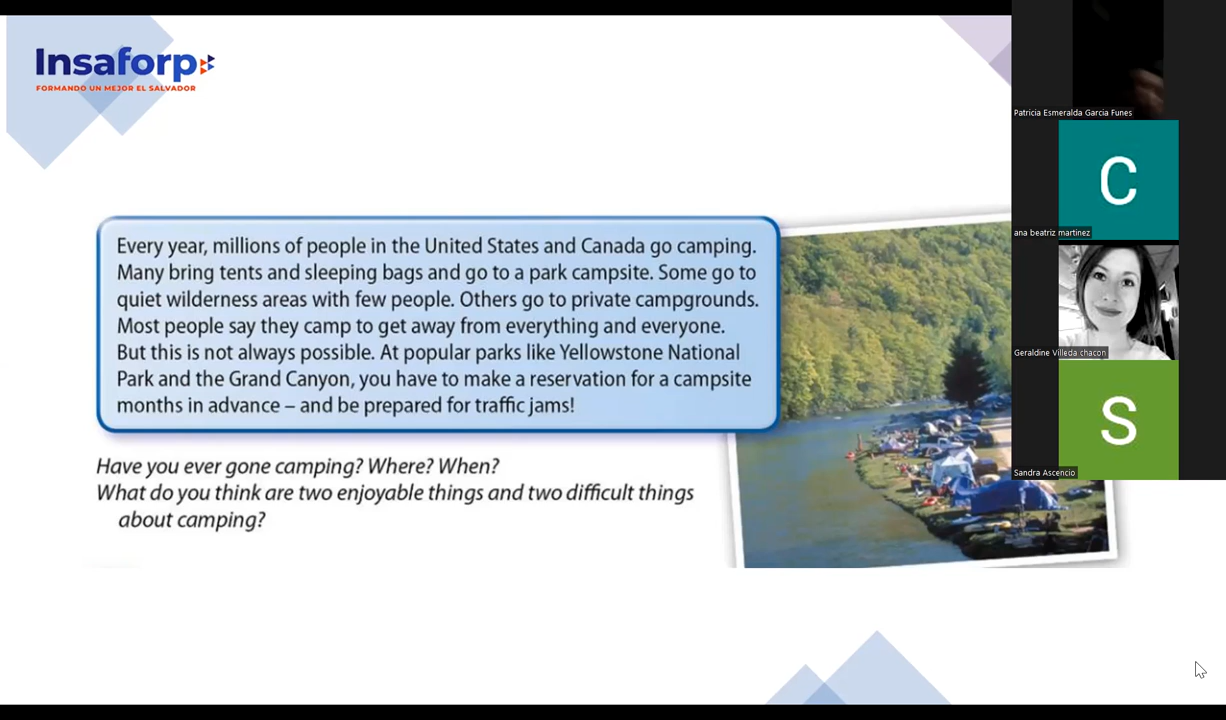 Insaforp
FORMANDO UN MEJOR EL SALVADOR
Every year, millions of people in the United States and Canada go camping.
Many bring tents and sleeping bags and go to a park campsite. Some go to
quiet wilderness areas with few people. Others go to private campgrounds.
Most people say they camp to get away from everything and everyone.
But this is not always possible. At popular parks like Yellowstone National
Park and the Grand Canyon, you have to make a reservation for a campsite
months in advance – and be prepared for traffic jams!
Have you ever gone camping? Where? When?
What do you think are two enjoyable things and two difficult things
about camping?
Patricia Esmeralda Garcia Funes
C
ana beatriz martinez
Geraldine Villeda chacon
S
Sandra Ascencio